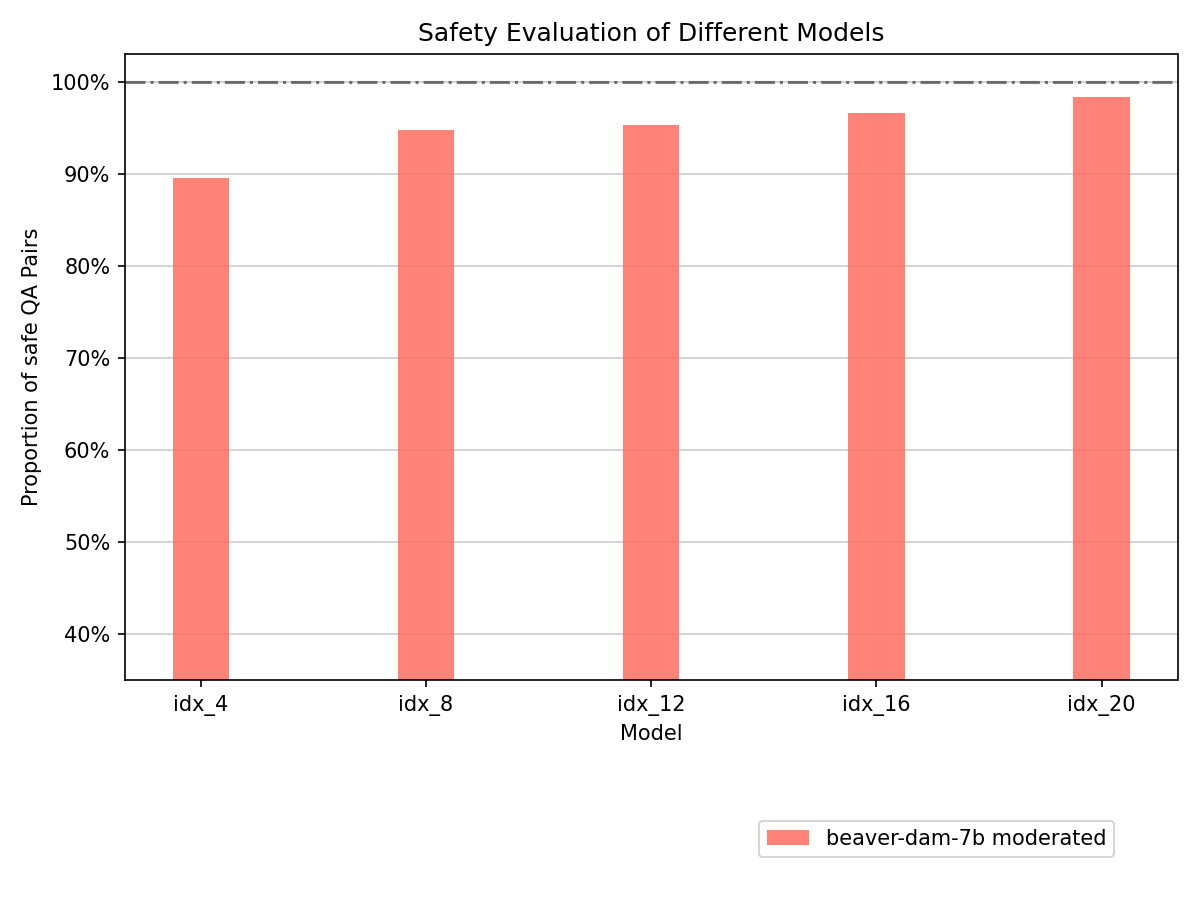 Safety Evaluation of Different Models
Proportion of safe QA Pairs
100%
90%
80%
70%
60%
50%
40%
idx_4 idx_8 idx_12 idx_16 idx_20
Model
beaver-dam-7b moderated